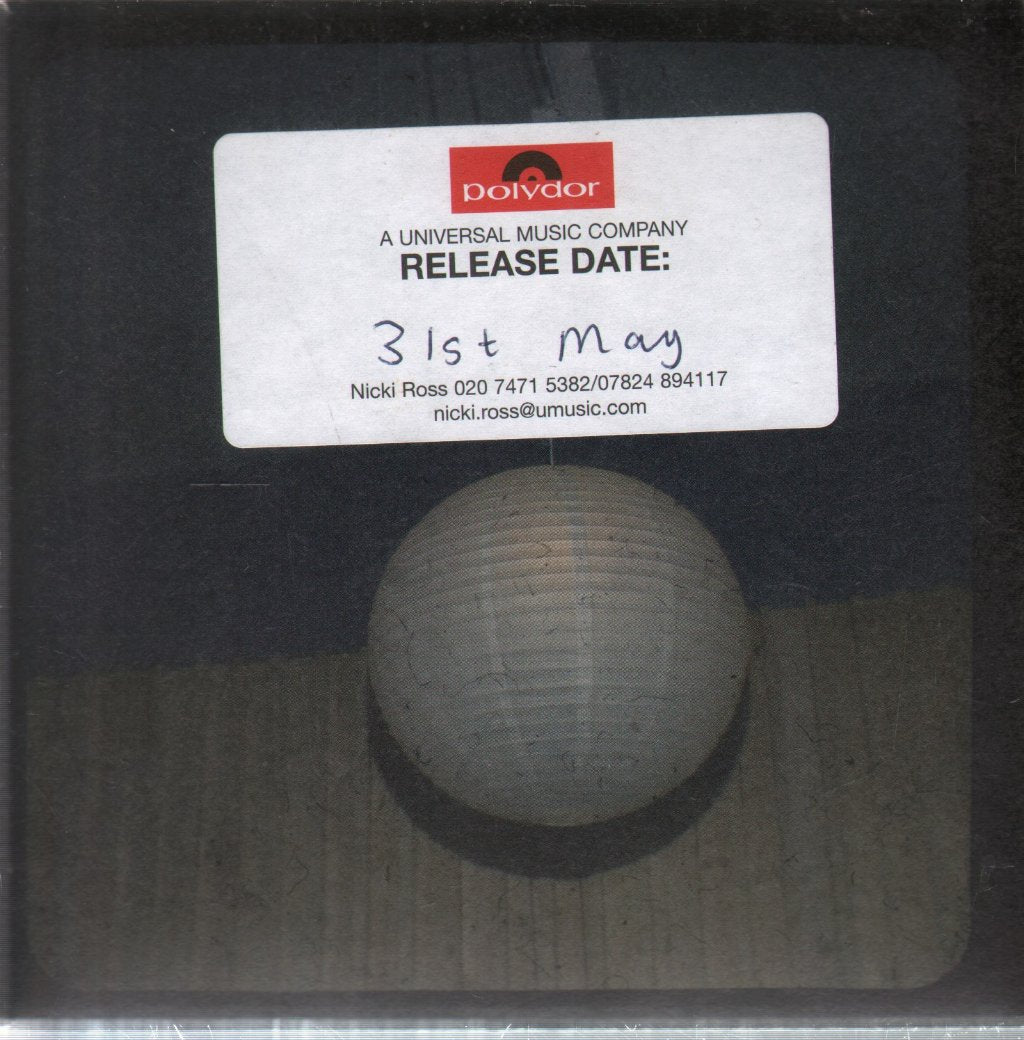 polydor
A UNIVERSAL MUSIC COMPANY
RELEASE DATE:
31st May
Nicki Ross 020 7471 5382/07824 894117
nicki.ross@umusic.com